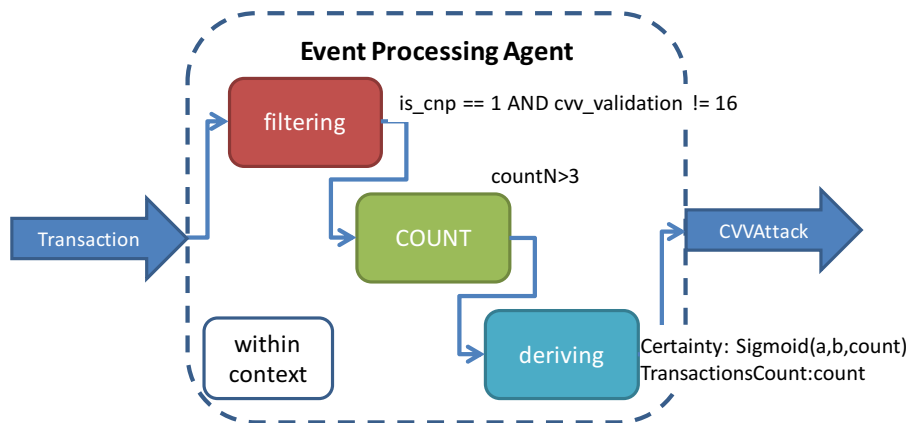 Event Processing Agent
filtering
is_cnp == 1 AND cvv_validation != 16
countN>3
Transaction
COUNT
CVVAttack
within
context
deriving
Certainty: Sigmoid(a,b,count)
TransactionsCount:count